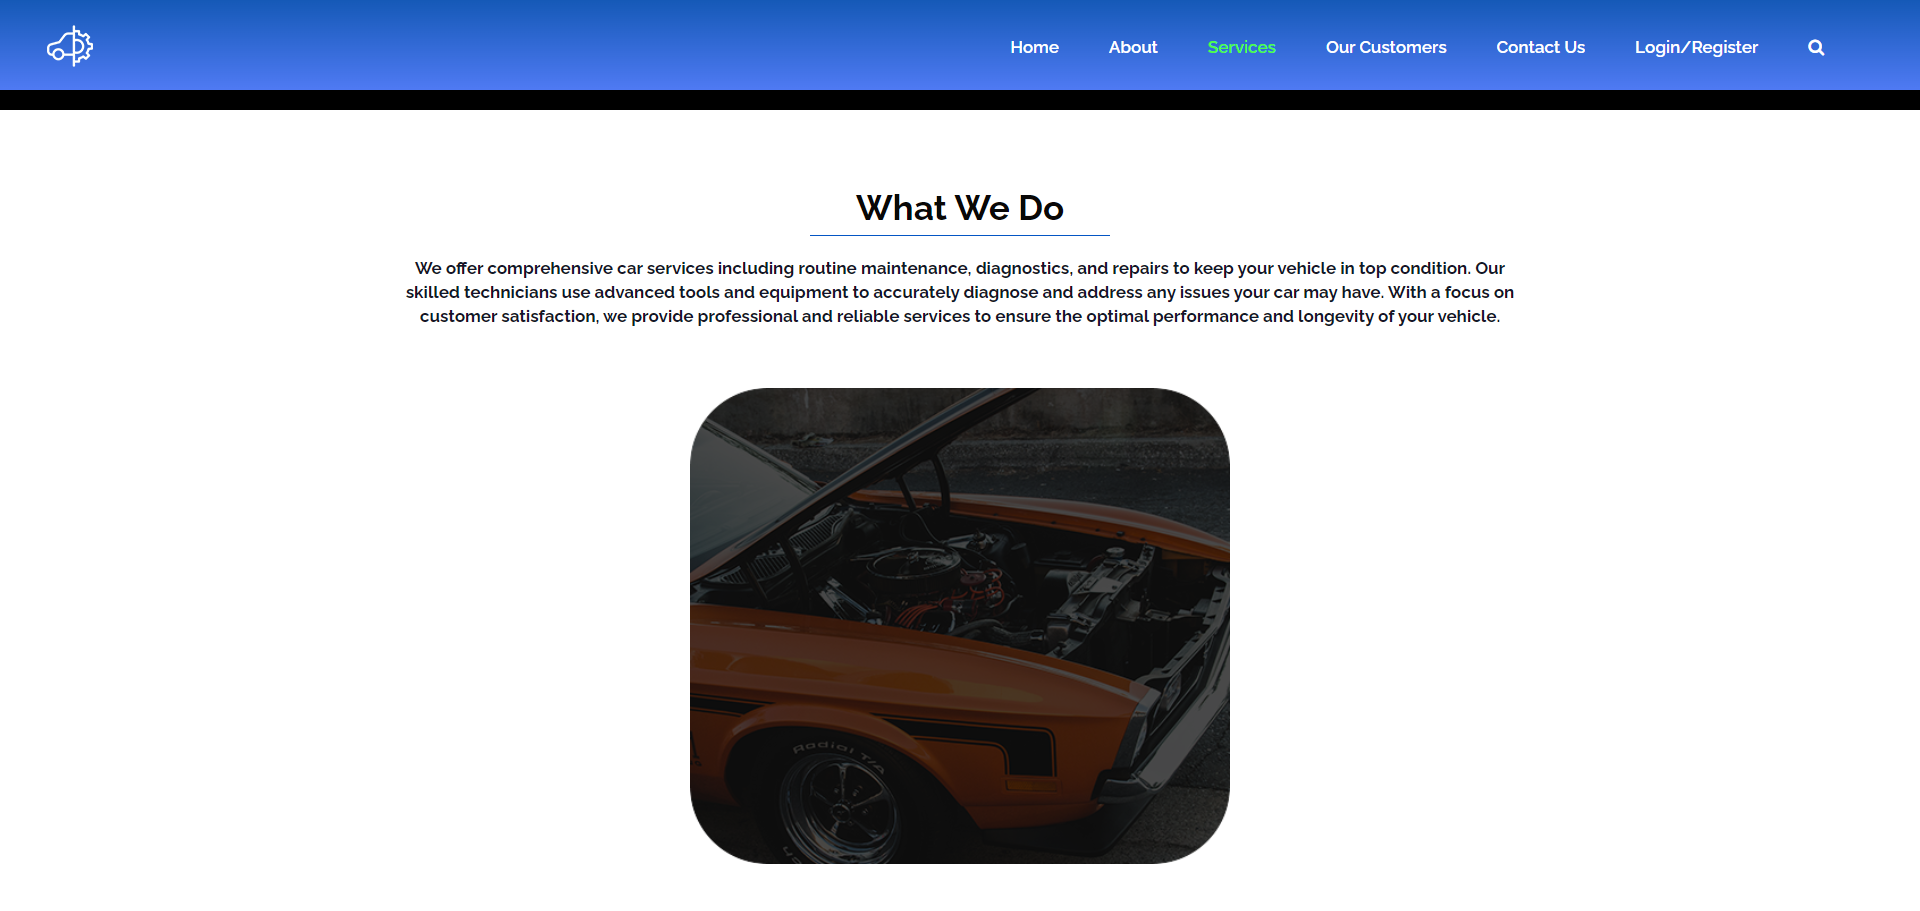 Home About Services Our Customers Contact Us Login/Register
What We Do
We offer comprehensive car services including routine maintenance, diagnostics, and repairs to keep your vehicle in top condition. Our
skilled technicians use advanced tools and equipment to accurately diagnose and address any issues your car may have. With a focus on
customer satisfaction, we provide professional and reliable services to ensure the optimal performance and longevity of your vehicle.
Radial T/A